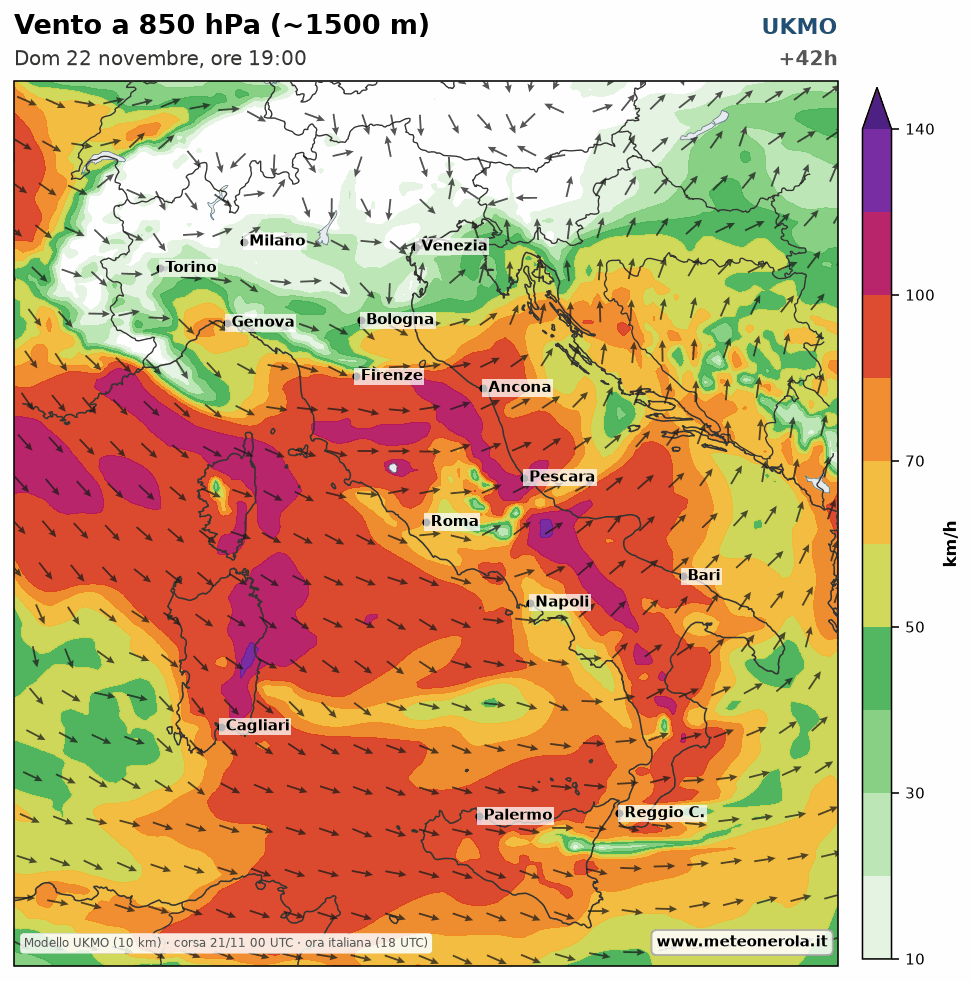 Vento a 850 hPa (~1500 m)
UKMO
Dom 22 novembre, ore 19:00
+42h
Milano
Venezia
Torino
Genova
Bologna
Firenze
Ancona
Pescara
Roma
Bari
Napoli
Cagliari
Palermo
Reggio C.
140
100
70
50
30
10
km/h
Modello UKMO (10 km) · corsa 21/11 00 UTC · ora italiana (18 UTC)
www.meteonerola.it